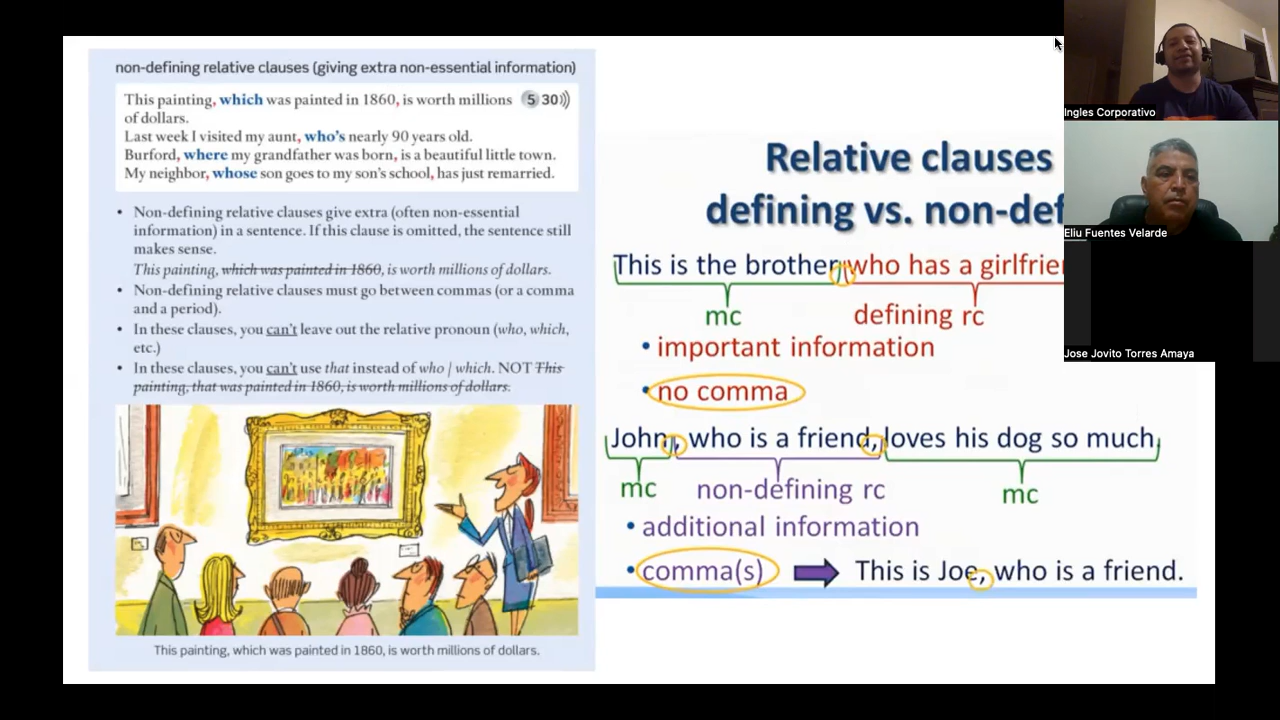 non-defining relative clauses (giving extra non-essential information)
This painting, which was painted in 1860, is worth millions
5 30
of dollars.
Last week I visited my aunt, who's nearly 90 years old.
Burford, where my grandfather was born, is a beautiful little town.
My neighbor, whose son goes to my son's school, has just remarried.
• Non-defining relative clauses give extra (often non-essential
information) in a sentence. If this clause is omitted, the sentence still
makes sense.
This painting, which was painted in 1860, is worth millions of dollars.
• Non-defining relative clauses must go between commas (or a comma
and a period).
• In these clauses, you can't leave out the relative pronoun (who, which,
etc.)
• In these clauses, you can't use that instead of who / which. NOT This
painting, that was painted in 1860, is worth millions of dollars.
This painting, which was painted in 1860, is worth millions of dollars.
Relative clauses
defining vs. non-def
This is the brother who has a girlfrie
mc
defining rc
• important information
• no comma
John, who is a friend, loves his dog so much.
mc
non-defining rc
mc
• additional information
• comma(s)
This is Joe, who is a friend.
Ingles Corporativo
Eliu Fuentes Velarde
Jose Jovito Torres Amaya